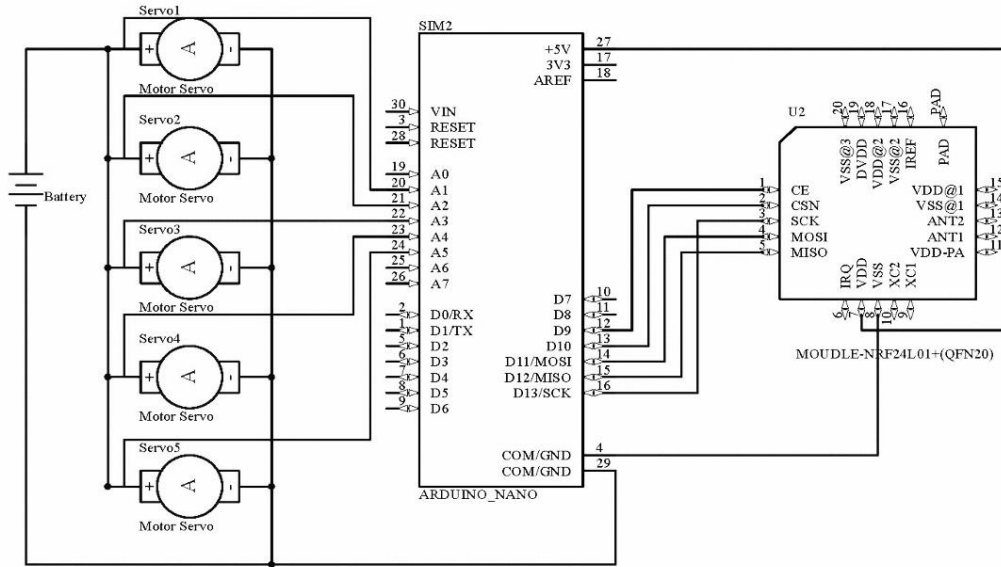 Servo1
+ A -
Motor Servo
Servo2
+ A -
Motor Servo
Battery
Servo3
+ A -
Motor Servo
Servo4
+ A -
Motor Servo
Servo5
+ A -
Motor Servo
SIM2
+5V 27
3V3 17
AREF 18
30 VIN
3 RESET
28 RESET
19 A0
20 A1
21 A2
22 A3
23 A4
24 A5
25 A6
26 A7
2 D0/RX
1 D1/TX
5 D2
6 D3
7 D4
8 D5
9 D6
D7 10
D8 11
D9 12
D10 13
D11/MOSI 14
D12/MISO 15
D13/SCK 16
COM/GND 4
COM/GND 29
ARDUINO_NANO
U2
20 VSS@3
19 DVDD
18 VDD@2
17 VSS@2
16 IREF
PAD PAD
1 CE
2 CSN
3 SCK
4 MOSI
5 MISO
VDD@1 15
VSS@1 14
ANT2 13
ANT1 12
VDD-PA 11
IRQ 6
VDD 7
VSS 8
XC2 10
XC1 9
MOUDLE-NRF24L01+(QFN20)